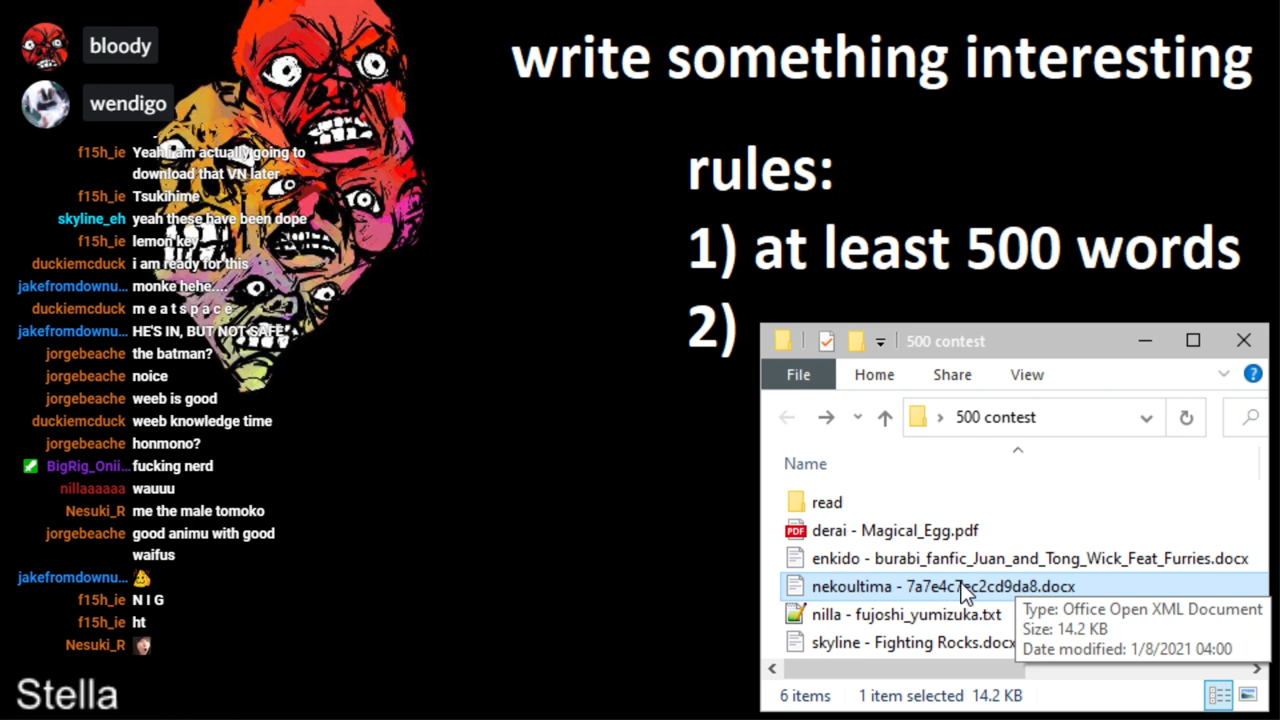 bloody
wendigo
f15h_ie Yeah i am actually going to
download that VN later
f15h_ie Tsukihime
skyline_eh yeah these have been dope
f15h_ie lemon key
duckiemcduck i am ready for this
jakefromdownu... monke hehe....
duckiemcduck m e a t s p a c e
jakefromdownu... HE'S IN, BUT NOT SAFE
jorgebeache the batman?
jorgebeache noice
jorgebeache weeb is good
duckiemcduck weeb knowledge time
jorgebeache honmono?
BigRig_Onii... fucking nerd
nillaaaaaa wauuu
Nesuki_R me the male tomoko
jorgebeache good animu with good
waifus
jakefromdownu...
f15h_ie N I G
f15h_ie ht
Nesuki_R
Stella
write something interesting
rules:
1) at least 500 words
2)
500 contest
File Home Share View
500 contest
Name
read
derai - Magical_Egg.pdf
enkido - burabi_fanfic_Juan_and_Tong_Wick_Feat_Furries.docx
nekoultima - 7a7e4c7ec2cd9da8.docx
nilla - fujoshi_yumizuka.txt
skyline - Fighting Rocks.docx
Type: Office Open XML Document
Size: 14.2 KB
Date modified: 1/8/2021 04:00
6 items 1 item selected 14.2 KB